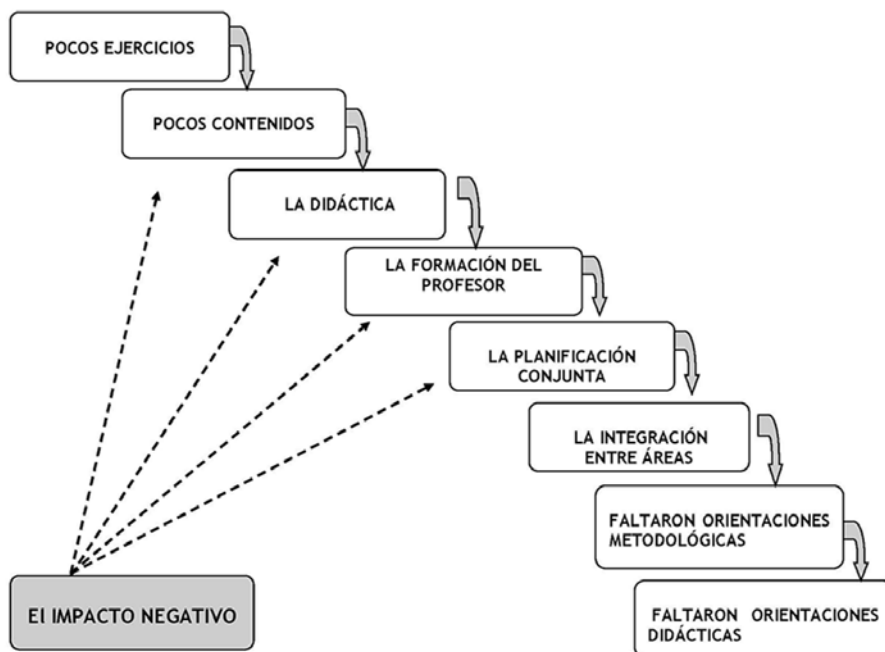 POCOS EJERCICIOS
POCOS CONTENIDOS
LA DIDÁCTICA
LA FORMACIÓN DEL
PROFESOR
LA PLANIFICACIÓN
CONJUNTA
LA INTEGRACIÓN
ENTRE ÁREAS
FALTARON ORIENTACIONES
METODOLÓGICAS
FALTARON ORIENTACIONES
DIDÁCTICAS
El IMPACTO NEGATIVO